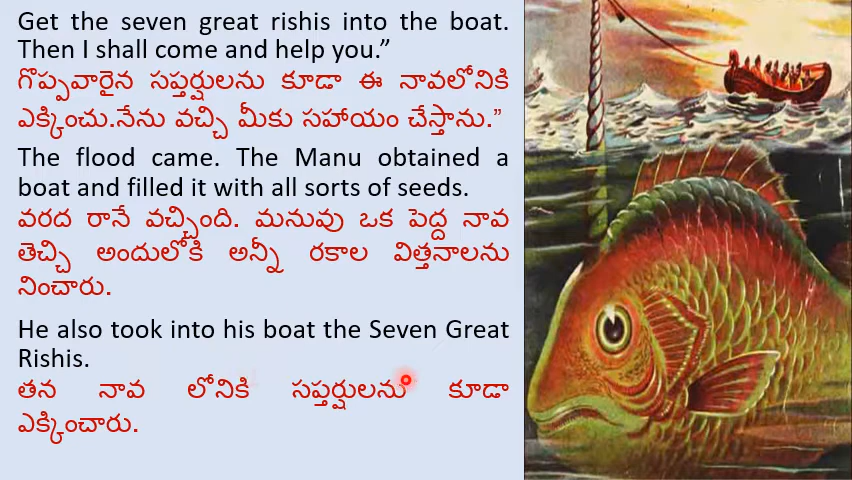 Get the seven great rishis into the boat.
Then I shall come and help you.”
గొప్పవారైన సప్తర్షులను కూడా ఈ నావలోనికి
ఎక్కించు.నేను వచ్చి మీకు సహాయం చేస్తాను.”
The flood came. The Manu obtained a
boat and filled it with all sorts of seeds.
వరద రానే వచ్చింది. మనువు ఒక పెద్ద నావ
తెచ్చి అందులోకి అన్నీ రకాల విత్తనాలను
నించారు.
He also took into his boat the Seven Great
Rishis.
తన నావ లోనికి సప్తర్షులను కూడా
ఎక్కించారు.